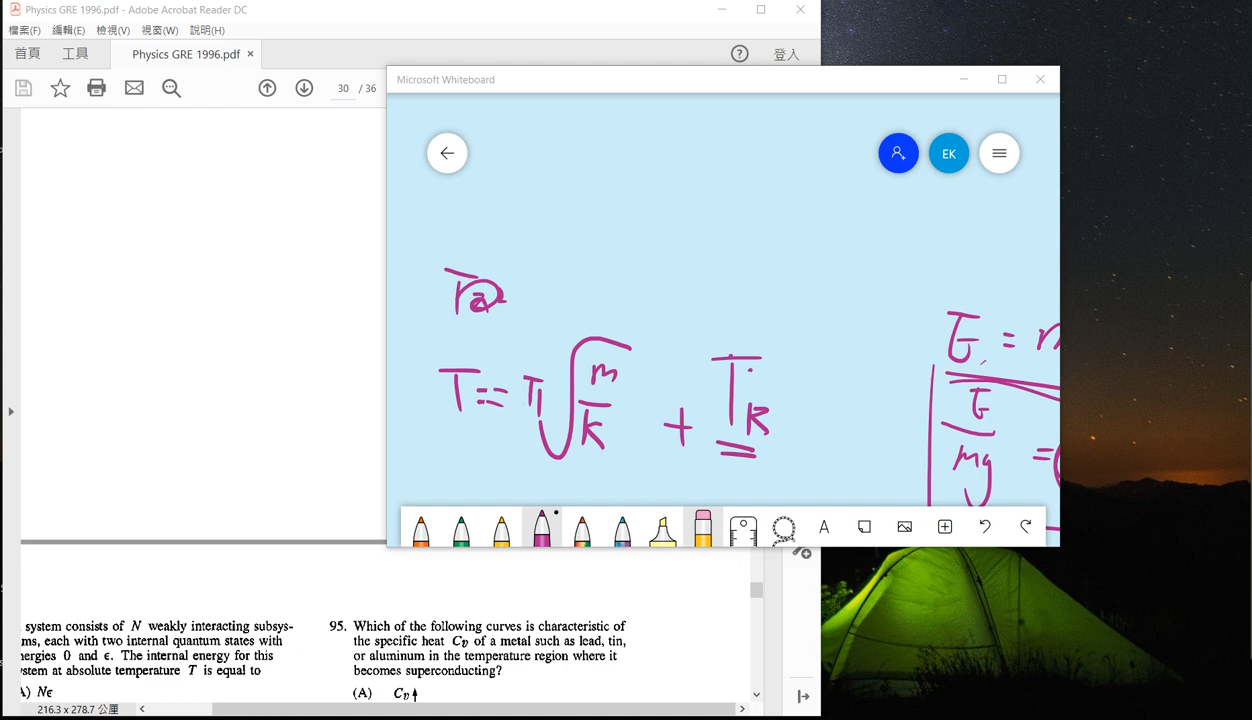 Physics GRE 1996.pdf - Adobe Acrobat Reader DC
檔案(F) 編輯(E) 檢視(V) 視窗(W) 說明(H)
首頁 工具 Physics GRE 1996.pdf × ? 登入
30 / 36
Microsoft Whiteboard
EK
T = π √(m/k) + T_R
E = m
E/mg = (
A
system consists of N weakly interacting subsys-
ms, each with two internal quantum states with
nergies 0 and ϵ. The internal energy for this
stem at absolute temperature T is equal to
A) Nϵ
95. Which of the following curves is characteristic of
the specific heat Cv of a metal such as lead, tin,
or aluminum in the temperature region where it
becomes superconducting?
(A) Cv
216.3 x 278.7 公厘